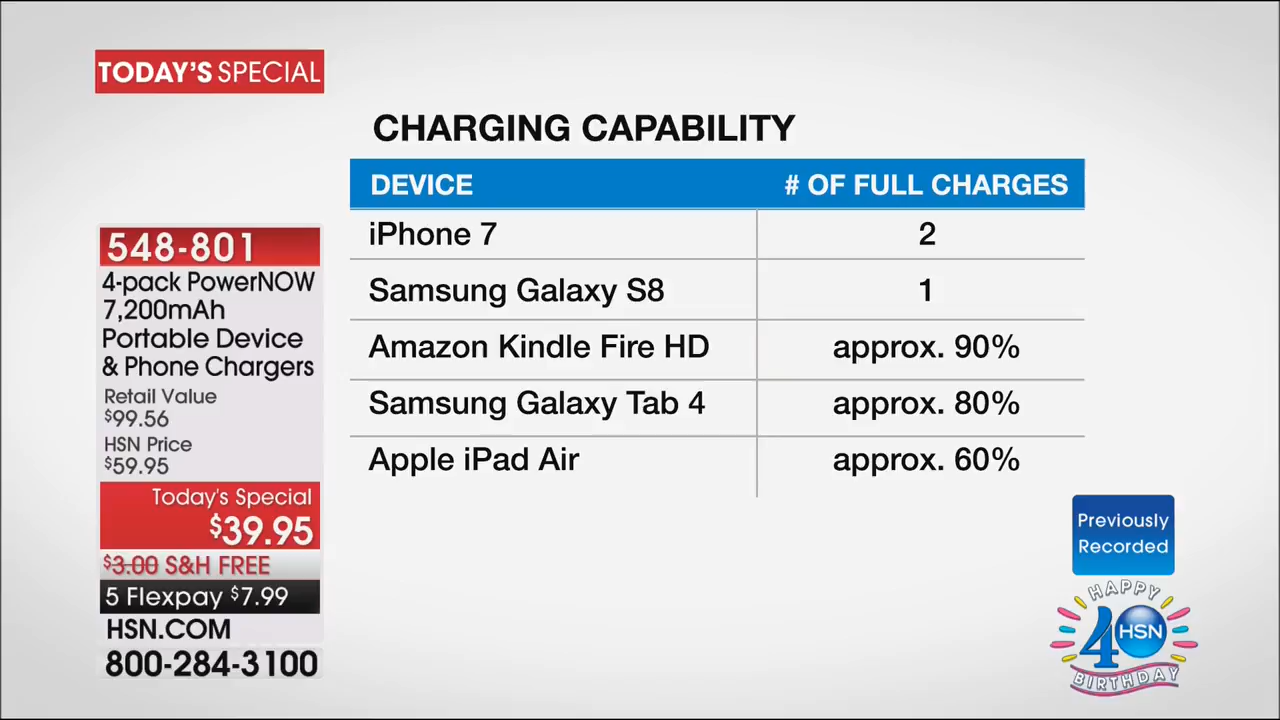 TODAY'S SPECIAL
CHARGING CAPABILITY
DEVICE # OF FULL CHARGES
iPhone 7 2
Samsung Galaxy S8 1
Amazon Kindle Fire HD approx. 90%
Samsung Galaxy Tab 4 approx. 80%
Apple iPad Air approx. 60%
548-801
4-pack PowerNOW
7,200mAh
Portable Device
& Phone Chargers
Retail Value
$99.56
HSN Price
$59.95
Today's Special
$39.95
$3.00 S&H FREE
5 Flexpay $7.99
HSN.COM
800-284-3100
Previously
Recorded
HAPPY
40 HSN
BIRTHDAY